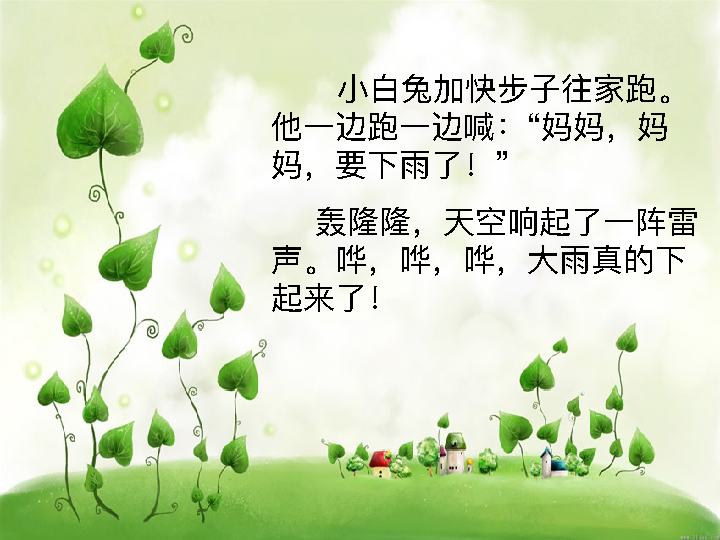 小白兔加快步子往家跑。
他一边跑一边喊：“妈妈，妈
妈，要下雨了！”
轰隆隆，天空响起了一阵雷
声。哗，哗，哗，大雨真的下
起来了！